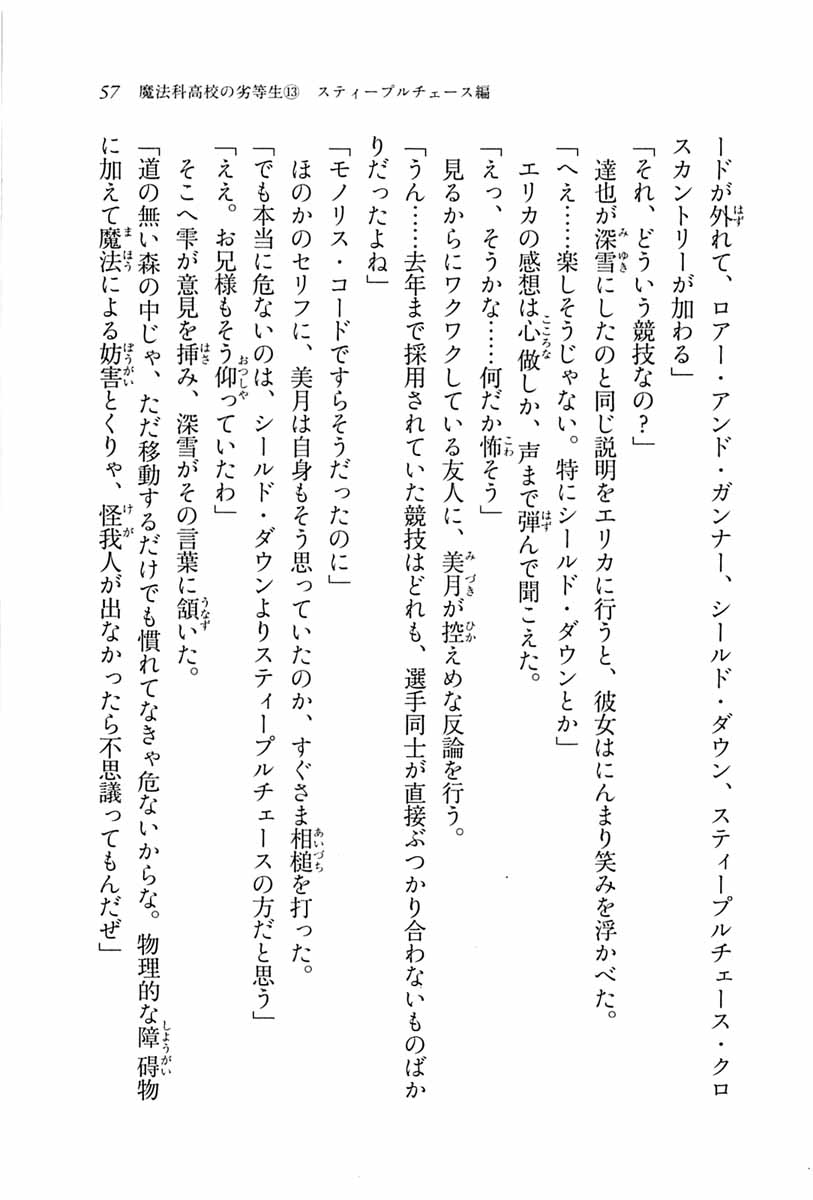 57　魔法科高校の劣等生⑬　スティープルチェース編
ードが外れて、ロアー・アンド・ガンナー、シールド・ダウン、スティープルチェース・クロ
スカントリーが加わる」
「それ、どういう競技なの？」
達也が深雪にしたのと同じ説明をエリカに行うと、彼女はにんまり笑みを浮かべた。
「へえ……楽しそうじゃない。特にシールド・ダウンとか」
エリカの感想は心做しか、声まで弾んで聞こえた。
「えっ、そうかな……何だか怖そう」
見るからにワクワクしている友人に、美月が控えめな反論を行う。
「うん……去年まで採用されていた競技はどれも、選手同士が直接ぶつかり合わないものばか
りだったよね」
「モノリス・コードですらそうだったのに」
ほのかのセリフに、美月は自身もそう思っていたのか、すぐさま相槌を打った。
「でも本当に危ないのは、シールド・ダウンよりスティープルチェースの方だと思う」
「ええ。お兄様もそう仰っていたわ」
そこへ雫が意見を挿み、深雪がその言葉に頷いた。
「道の無い森の中じゃ、ただ移動するだけでも慣れてなきゃ危ないからな。物理的な障碍物
に加えて魔法による妨害とくりゃ、怪我人が出なかったら不思議ってもんだぜ」